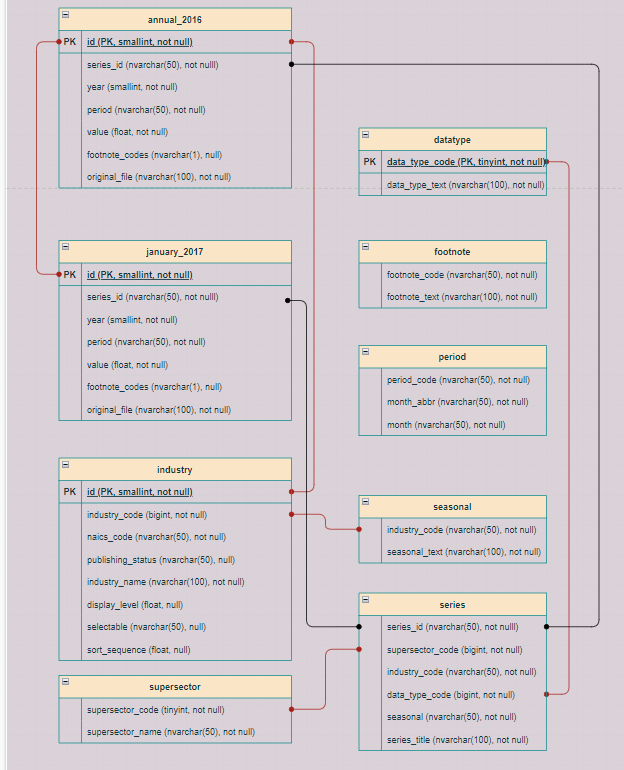 annual_2016
PK id (PK, smallint, not null)
series_id (nvarchar(50), not nulll)
year (smallint, not null)
period (nvarchar(50), not null)
value (float, not null)
footnote_codes (nvarchar(1), null)
original_file (nvarchar(100), not null)
datatype
PK data_type_code (PK, tinyint, not null)
data_type_text (nvarchar(100), not null)
january_2017
PK id (PK, smallint, not null)
series_id (nvarchar(50), not nulll)
year (smallint, not null)
period (nvarchar(50), not null)
value (float, not null)
footnote_codes (nvarchar(1), null)
original_file (nvarchar(100), not null)
footnote
footnote_code (nvarchar(50), not null)
footnote_text (nvarchar(100), not null)
period
period_code (nvarchar(50), not null)
month_abbr (nvarchar(50), not null)
month (nvarchar(50), not null)
industry
PK id (PK, smallint, not null)
industry_code (bigint, not null)
naics_code (nvarchar(50), null)
publishing_status (nvarchar(50), null)
industry_name (nvarchar(100), not null)
display_level (float, null)
selectable (nvarchar(50), null)
sort_sequence (float, null)
seasonal
industry_code (nvarchar(50), not null)
seasonal_text (nvarchar(100), not null)
series
series_id (nvarchar(50), not nulll)
supersector_code (bigint, not null)
industry_code (nvarchar(50), not null)
data_type_code (bigint, not null)
seasonal (nvarchar(50), not null)
series_title (nvarchar(100), not null)
supersector
supersector_code (tinyint, not null)
supersector_name (nvarchar(50), not null)